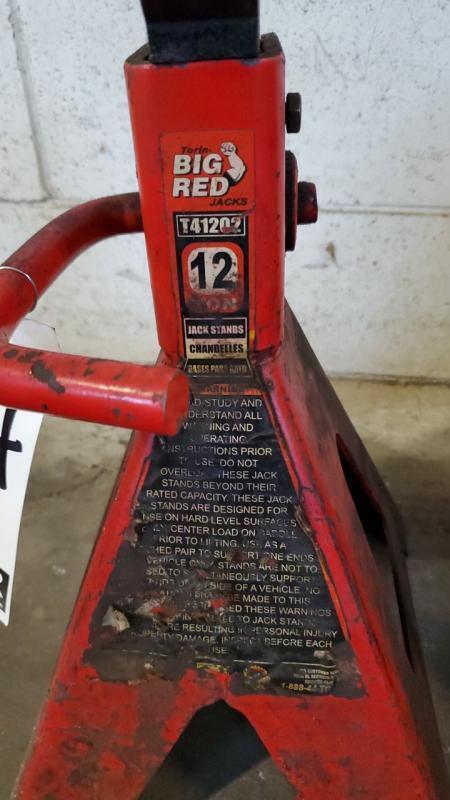 Torin
BIG
RED
JACKS
T41202
12
TON
JACK STANDS
CHANDELLES
BASES PARA AUTO
WARNING
STUDY AND
UNDERSTAND ALL
WARNING AND
OPERATING
INSTRUCTIONS PRIOR
TO USE. DO NOT
OVERLOAD THESE JACK
STANDS BEYOND THEIR
RATED CAPACITY. THESE JACK
STANDS ARE DESIGNED FOR
USE ON HARD LEVEL SURFACES
CENTER LOAD ON SADDLE
PRIOR TO LIFTING. USE AS A
PAIR TO SUPPORT ONE END
VEHICLE ONLY. STANDS ARE NOT TO
SIMULTANEOUSLY SUPPORT
SIDE OF A VEHICLE. NO
BE MADE TO THIS
THESE WARNINGS
TO JACK STAND
RESULTING IN PERSONAL INJURY
PROPERTY DAMAGE. INSPECT BEFORE EACH
USE.
1-888-44